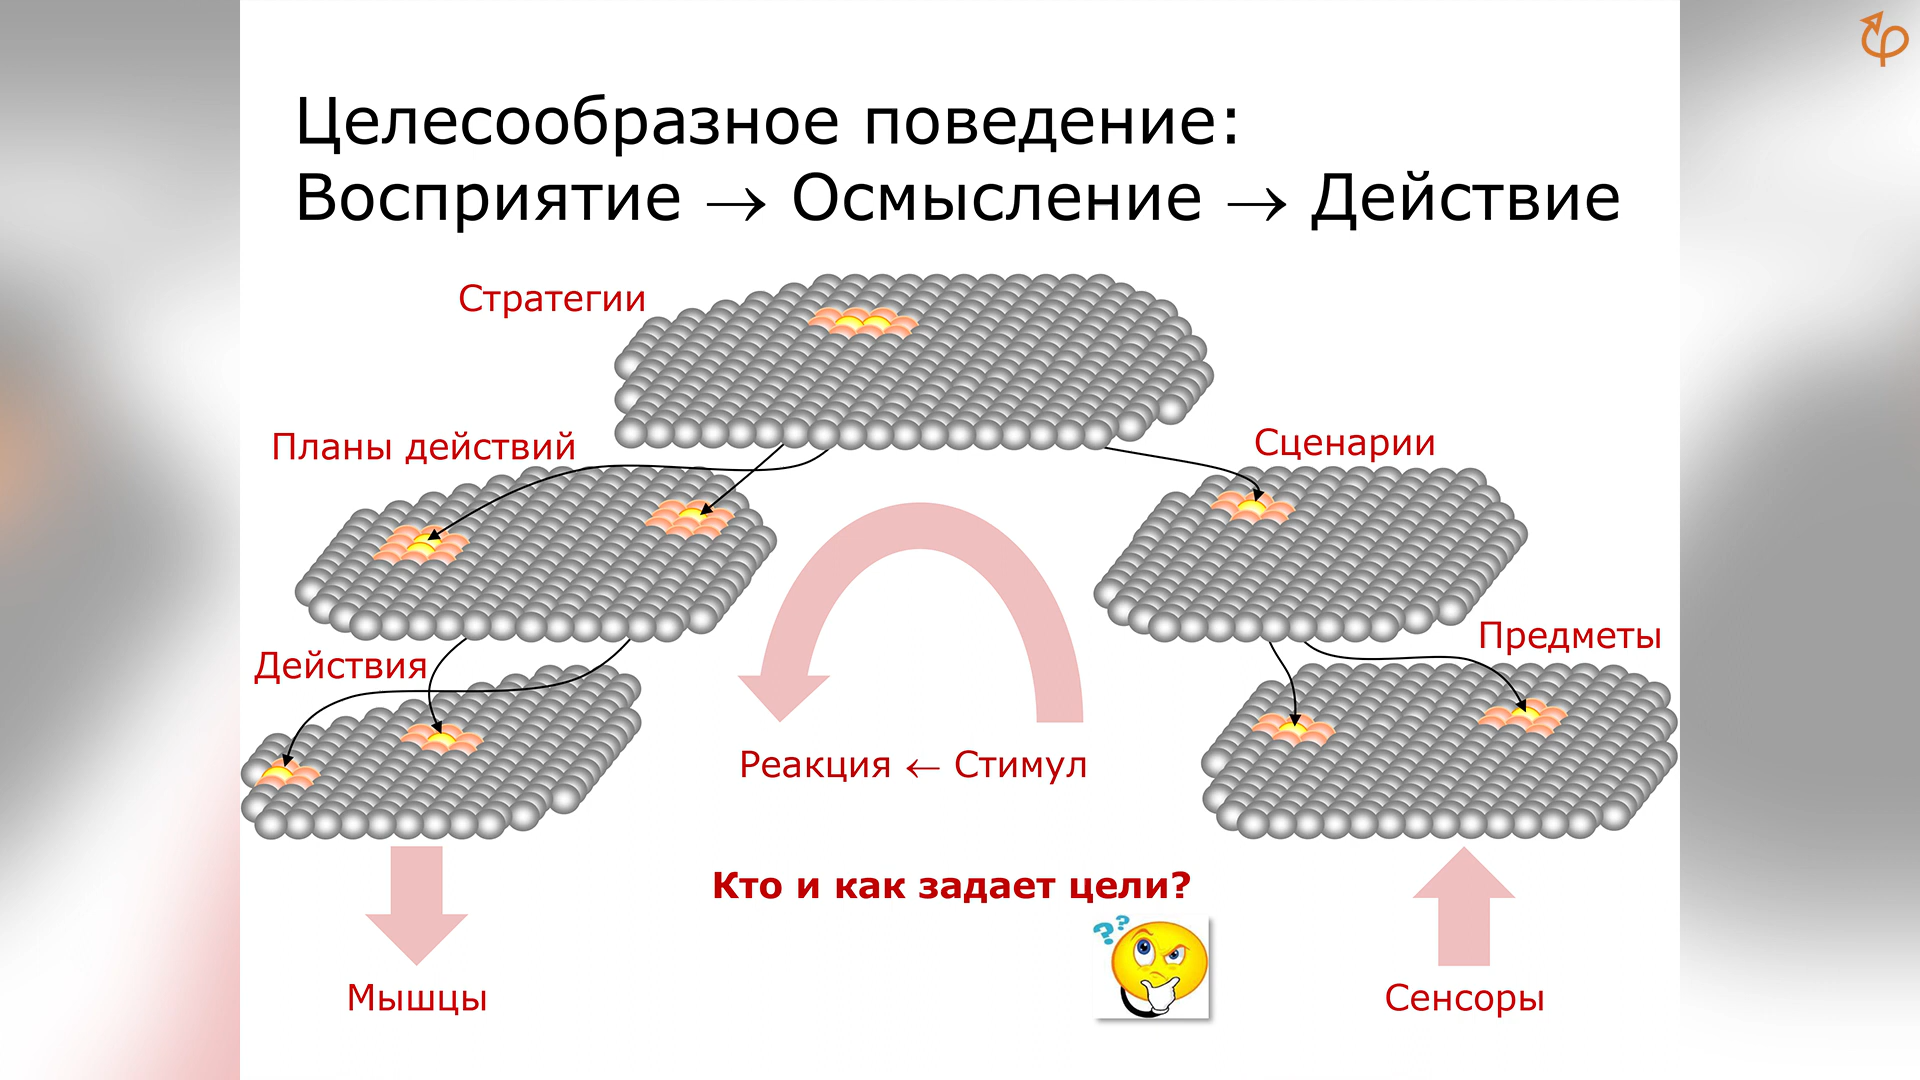 Целесообразное поведение:
Восприятие → Осмысление → Действие
Стратегии
Планы действий
Сценарии
Действия
Предметы
Реакция ← Стимул
Кто и как задает цели?
??
Мышцы
Сенсоры